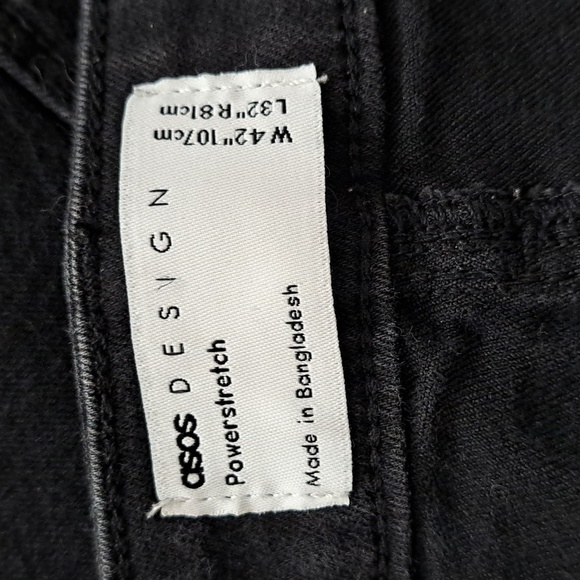 asos DESIGN
Powerstretch
Made in Bangladesh
W42"107cm
L32"R81cm